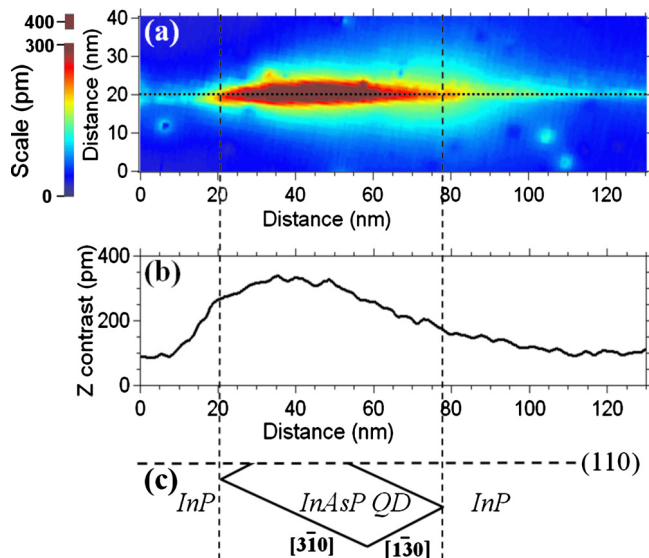 400
300
0
Scale (pm)
40
30
20
10
0
Distance (nm)
(a)
0 20 40 60 80 100 120
Distance (nm)
(b)
400
200
0
Z contrast (pm)
0 20 40 60 80 100 120
Distance (nm)
(c)
(110)
InP InAsP QD InP
[31̄0] [1̄30]